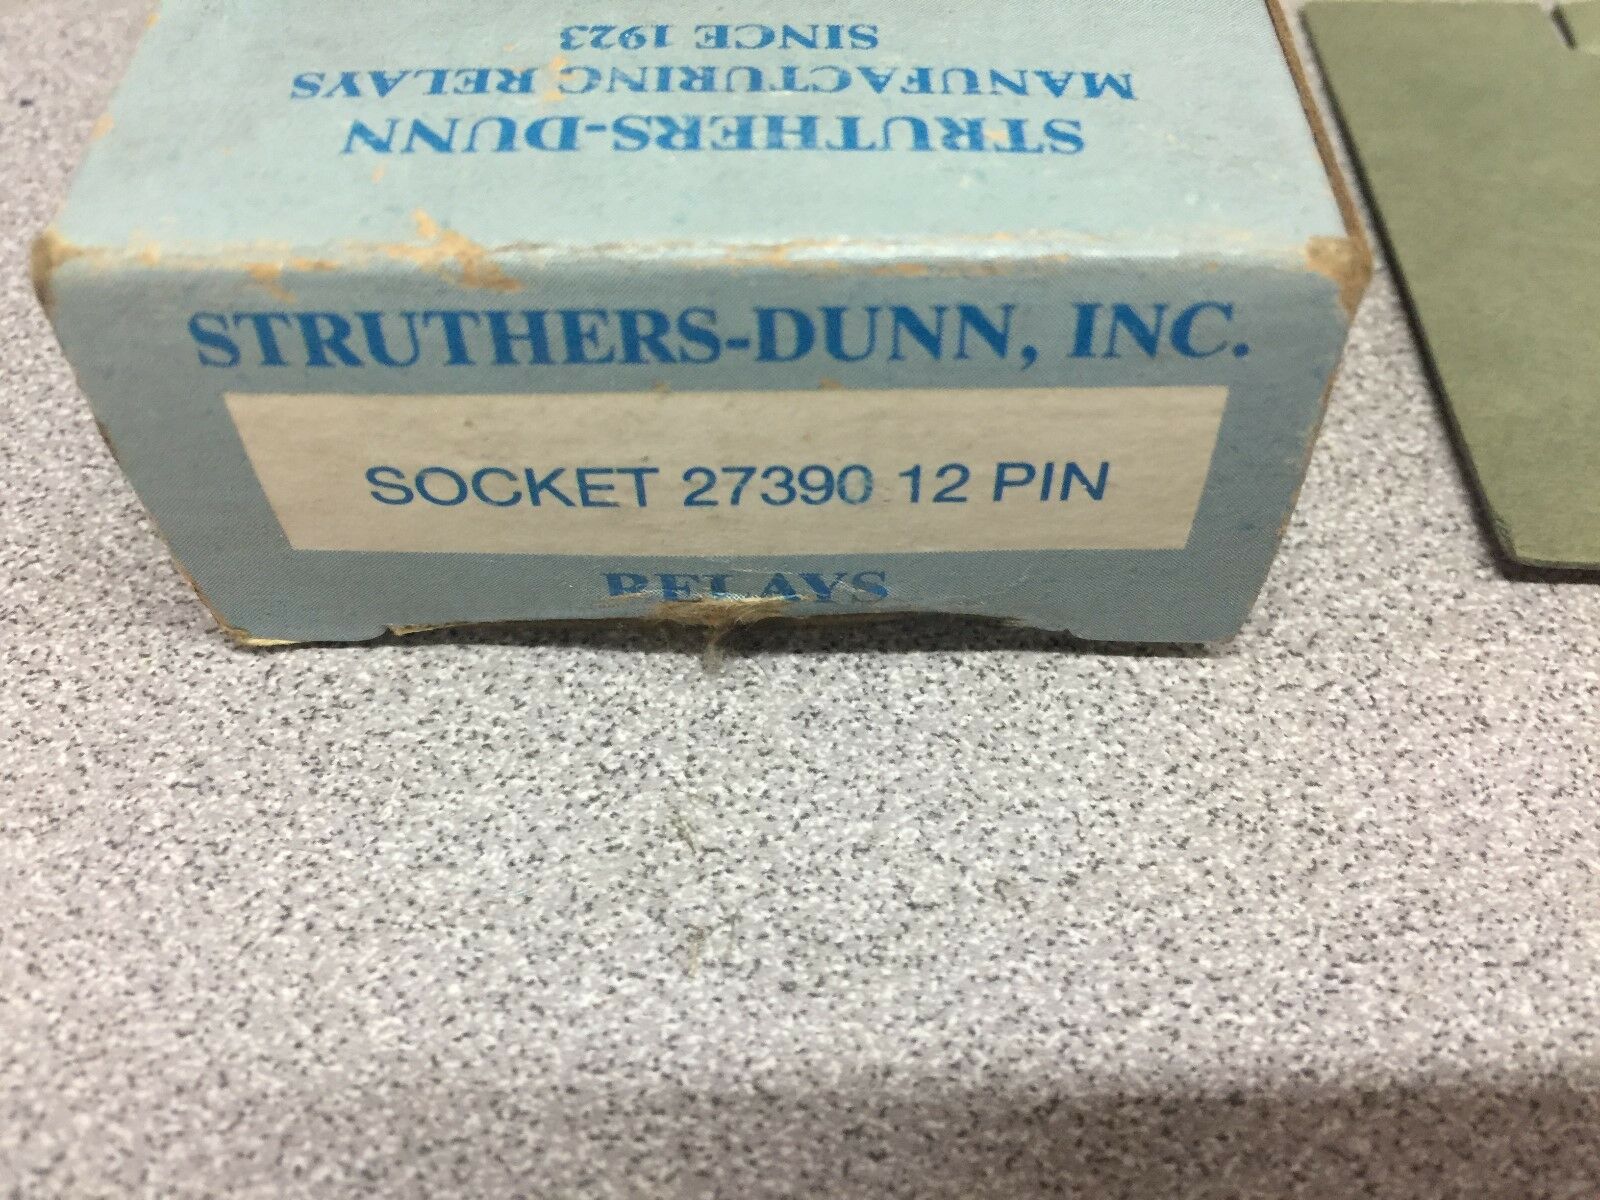 SINCE 1923
MANUFACTURING RELAYS
STRUTHERS-DUNN
STRUTHERS-DUNN, INC.
SOCKET 27390 12 PIN
RELAYS